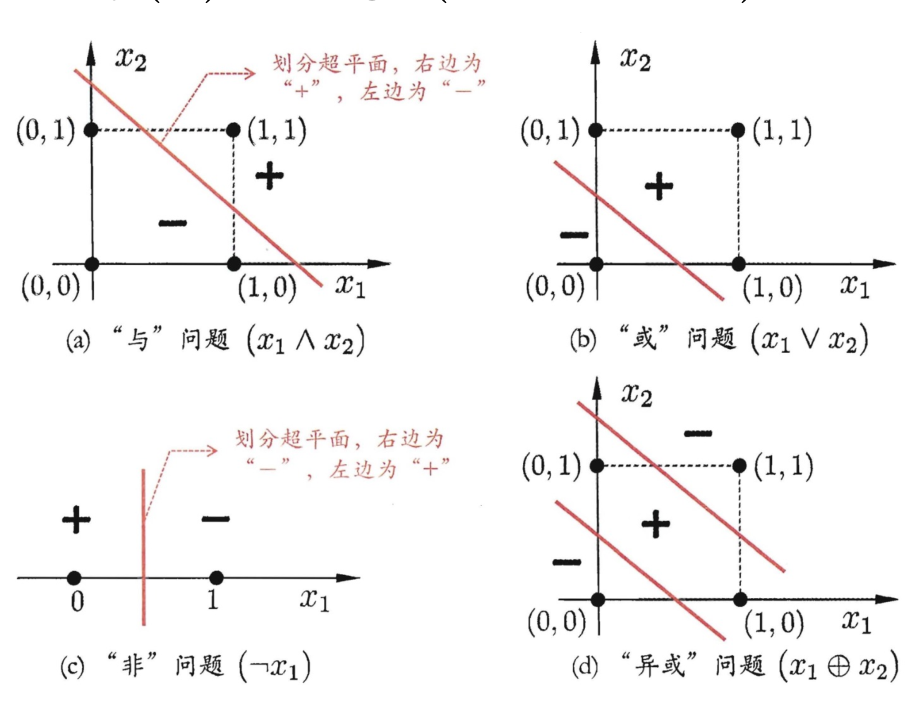 x₂
划分超平面，右边为
“+”，左边为“−”
(0, 1)
(1, 1)
+
−
(0, 0)
(1, 0)
x₁
(a) “与”问题 (x₁ ∧ x₂)
x₂
(0, 1)
(1, 1)
+
−
(0, 0)
(1, 0)
x₁
(b) “或”问题 (x₁ ∨ x₂)
划分超平面，右边为
“−”，左边为“+”
+
−
0
1
x₁
(c) “非”问题 (¬x₁)
x₂
−
(0, 1)
(1, 1)
+
−
(0, 0)
(1, 0)
x₁
(d) “异或”问题 (x₁ ⊕ x₂)